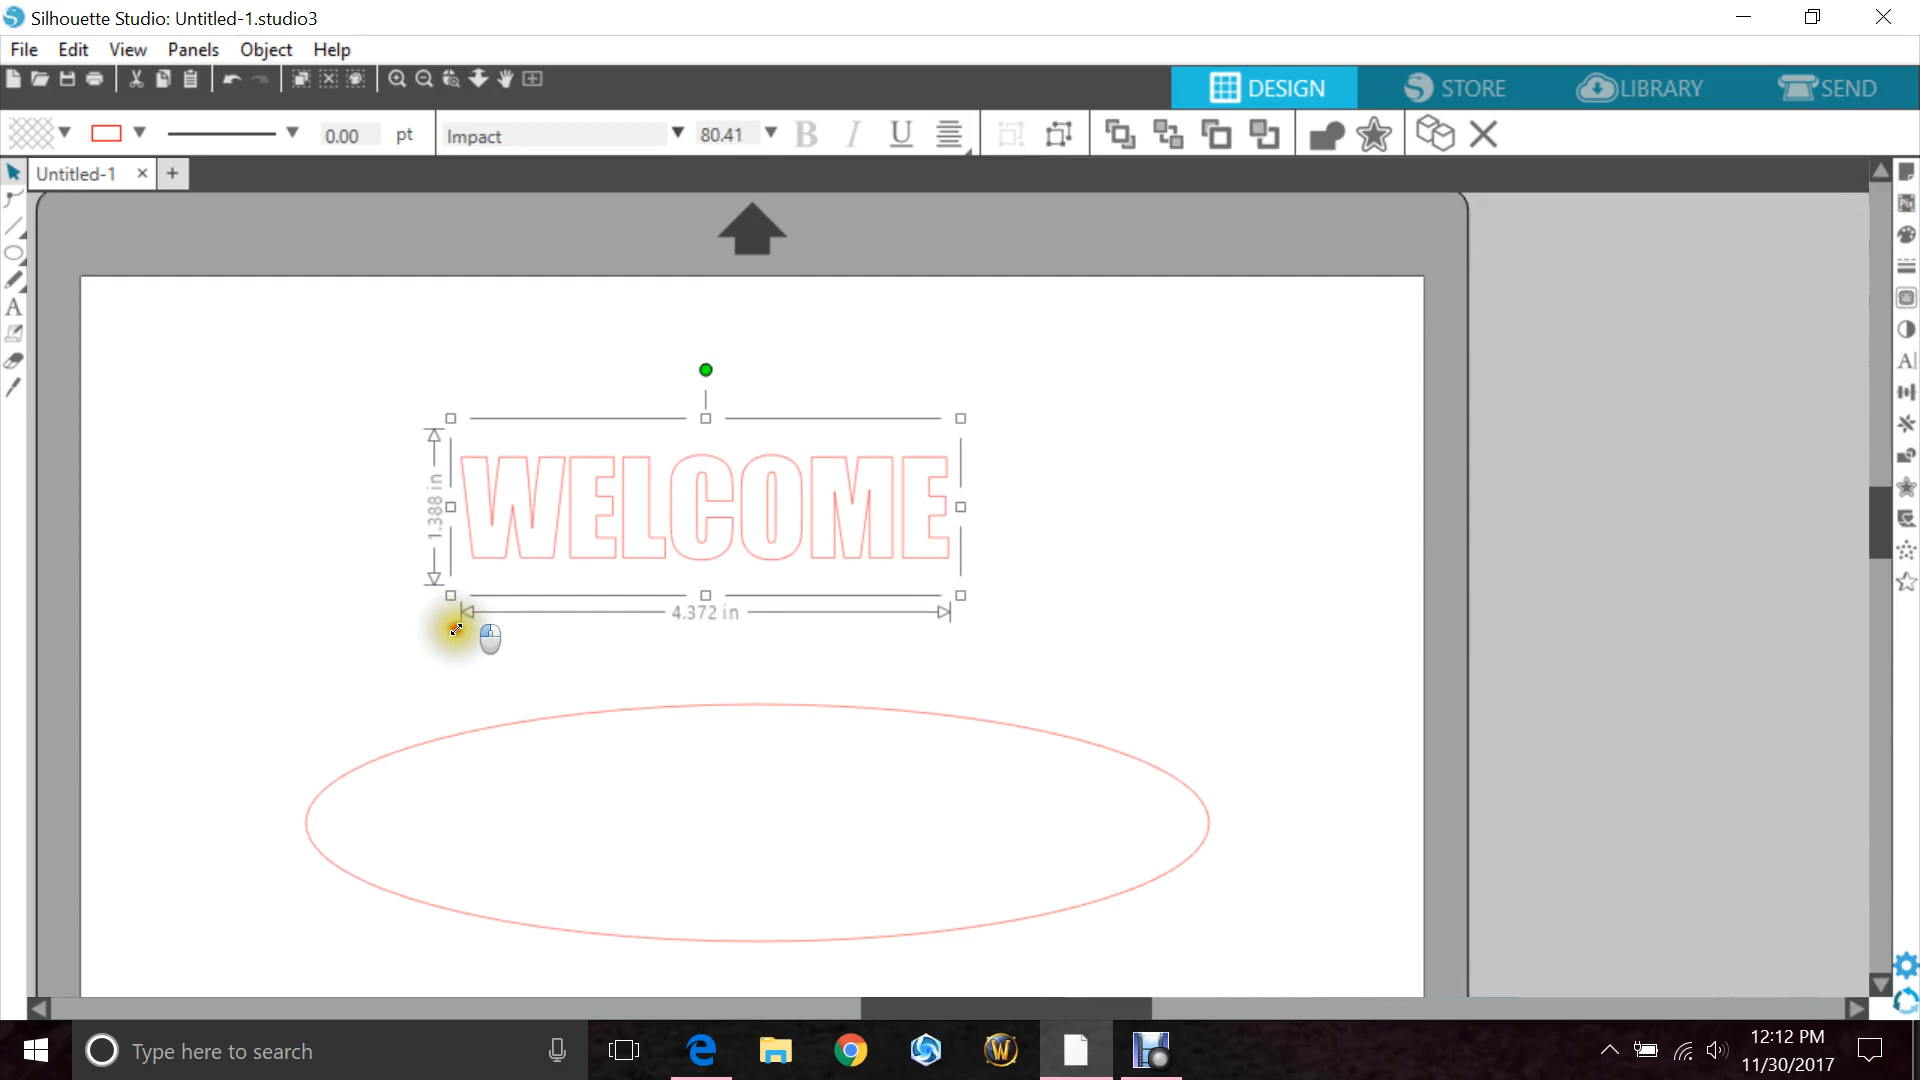 Silhouette Studio: Untitled-1.studio3
File Edit View Panels Object Help
DESIGN STORE LIBRARY SEND
0.00 pt Impact 80.41 B I U
Untitled-1 × +
WELCOME
1.388 in
4.372 in
Type here to search
12:12 PM
11/30/2017